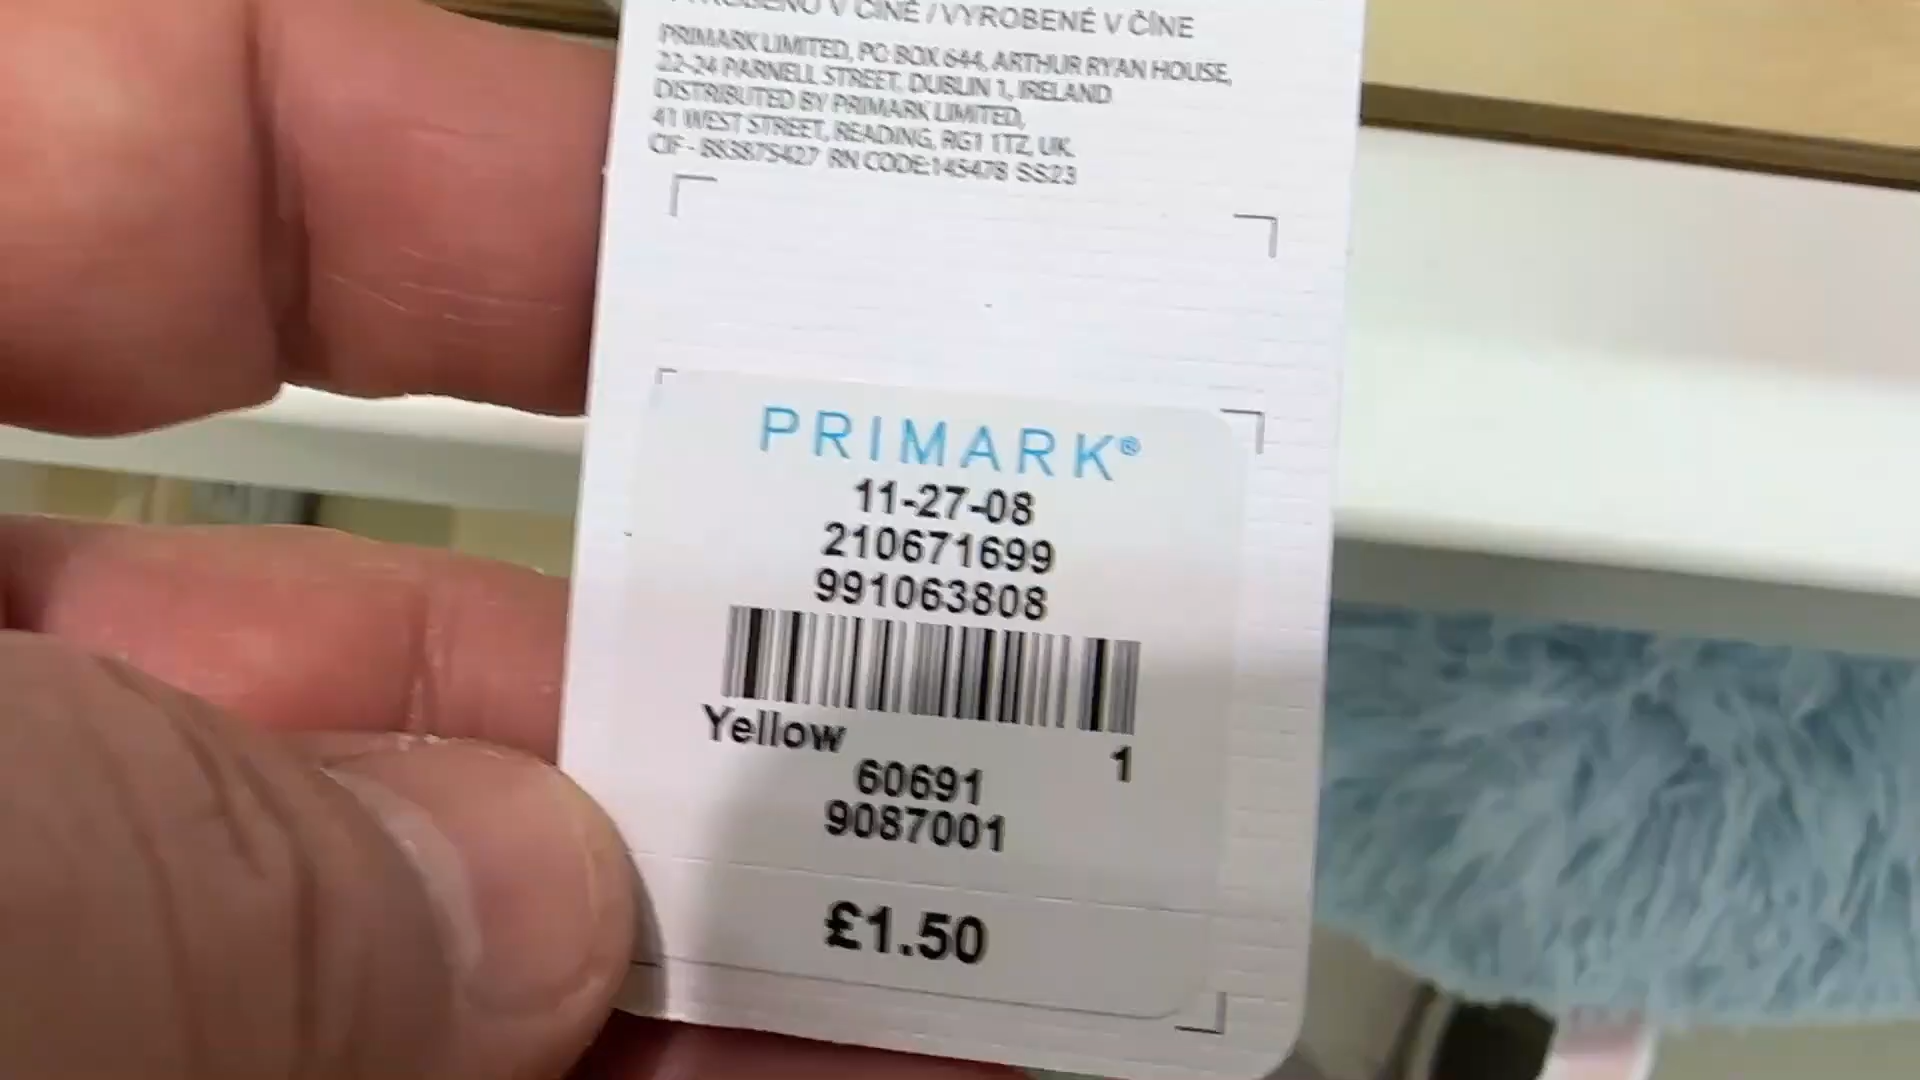 VYROBENO V ČÍNĚ / VYROBENÉ V ČÍNE
PRIMARK LIMITED, PO BOX 644, ARTHUR RYAN HOUSE,
22-24 PARNELL STREET, DUBLIN 1, IRELAND
DISTRIBUTED BY PRIMARK LIMITED,
41 WEST STREET, READING, RG1 1TZ, UK.
CIF - B53875427 RN CODE:145478 SS23
PRIMARK®
11-27-08
210671699
991063808
Yellow 1
60691
9087001
£1.50